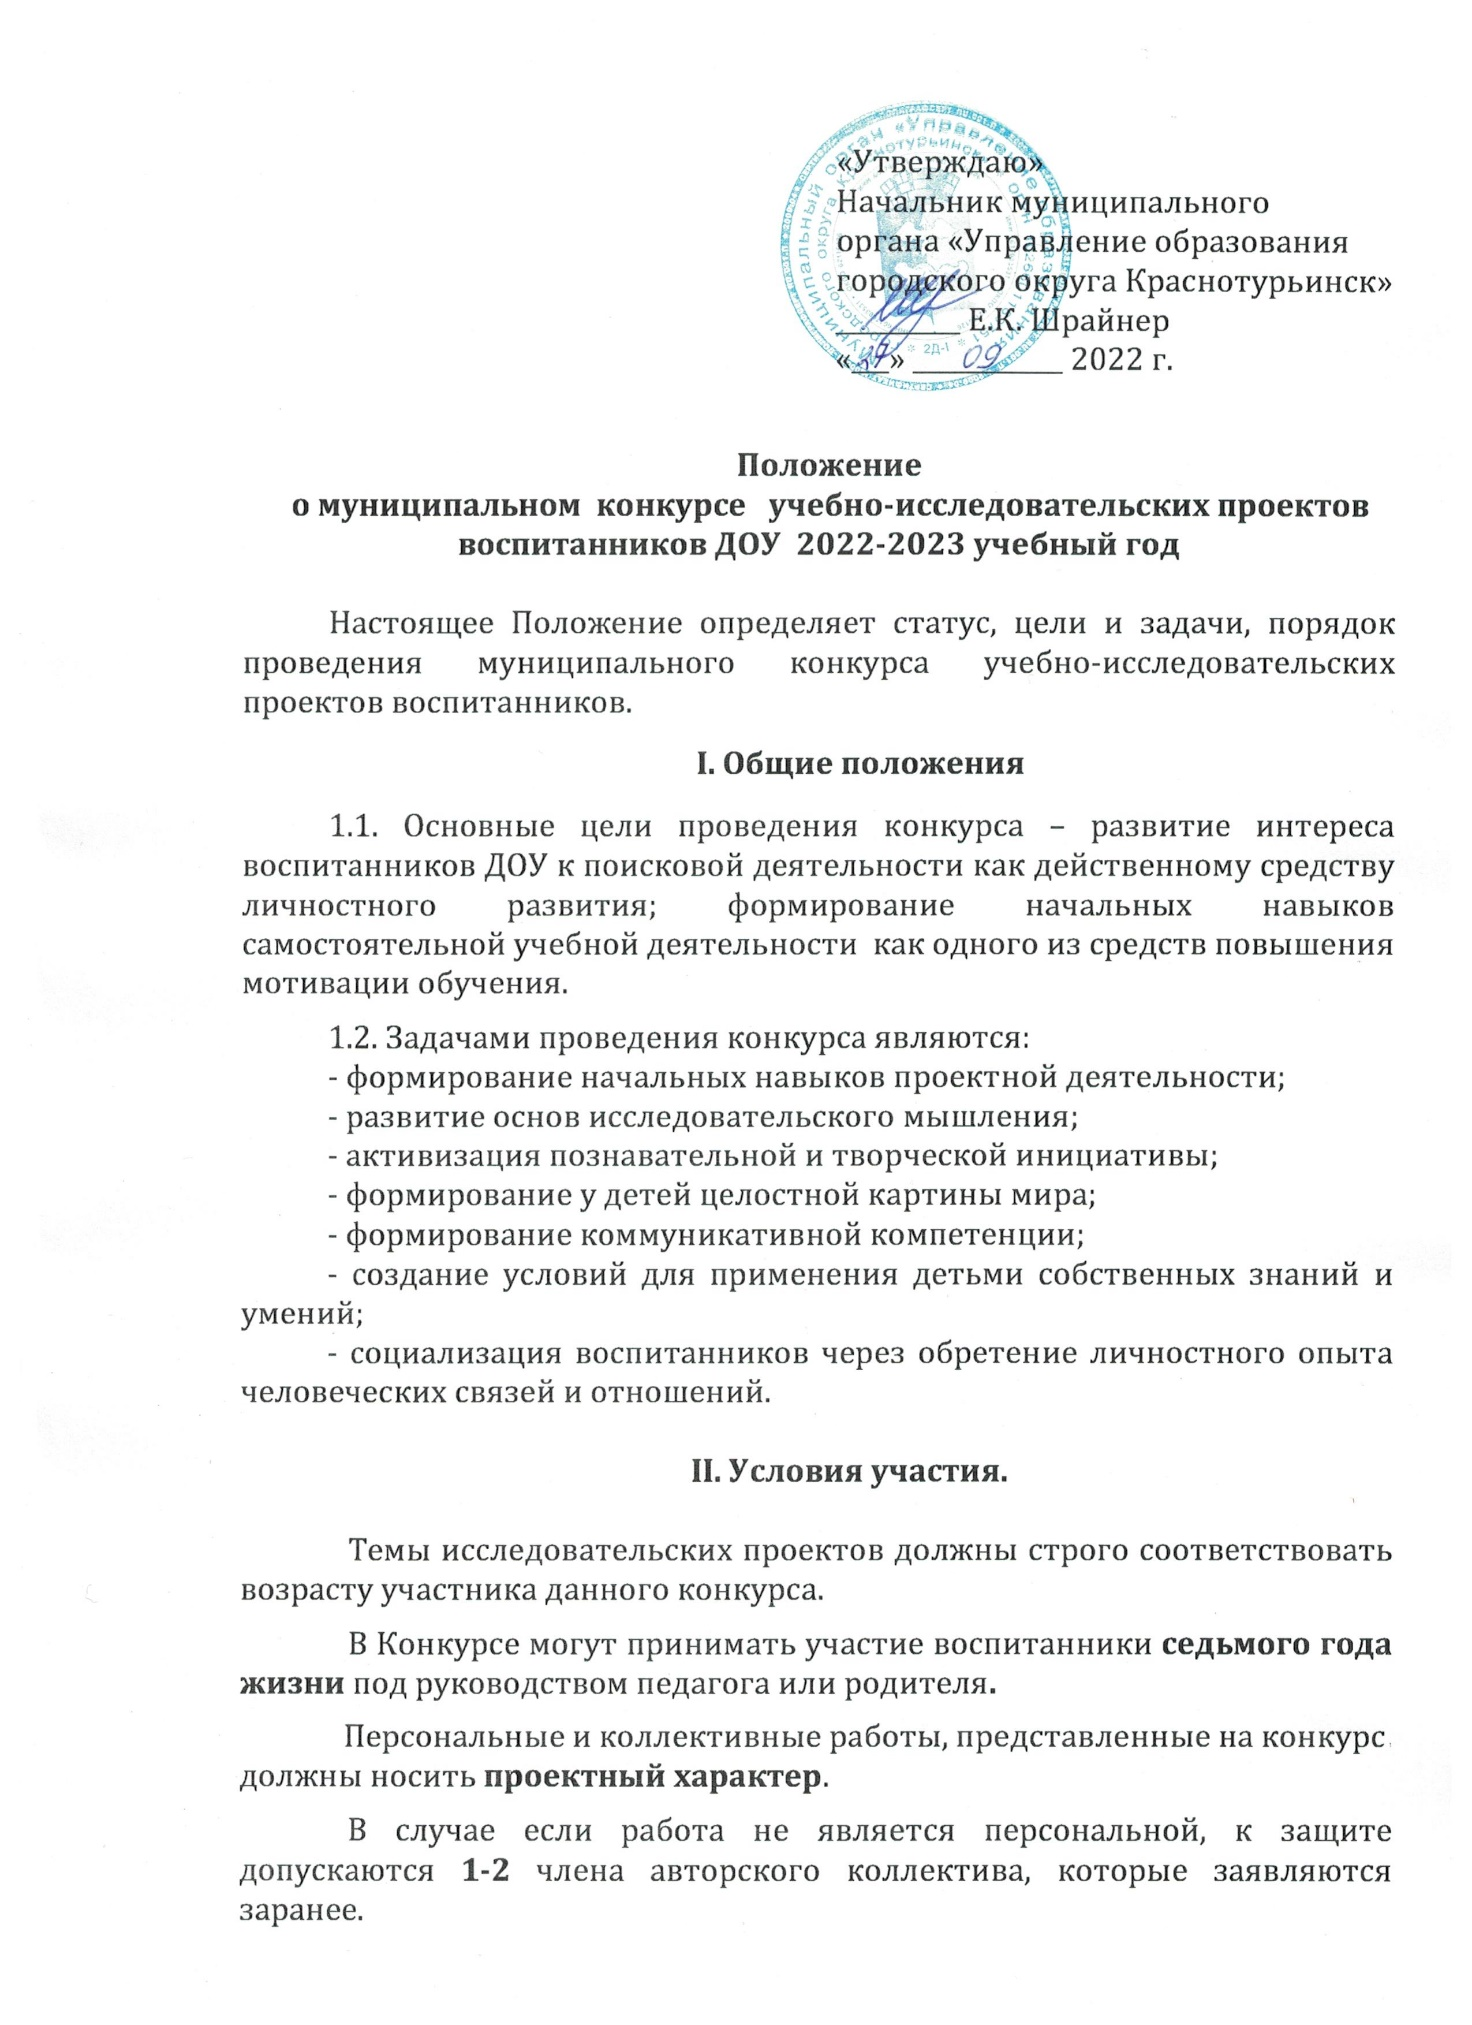 «Утверждаю»
Начальник муниципального
органа «Управление образования
городского округа Краснотурьинск»
________ Е.К. Шрайнер
«27» __09__ 2022 г.
Положение
о муниципальном конкурсе учебно-исследовательских проектов
воспитанников ДОУ 2022-2023 учебный год
Настоящее Положение определяет статус, цели и задачи, порядок
проведения муниципального конкурса учебно-исследовательских
проектов воспитанников.
I. Общие положения
1.1. Основные цели проведения конкурса – развитие интереса
воспитанников ДОУ к поисковой деятельности как действенному средству
личностного развития; формирование начальных навыков
самостоятельной учебной деятельности как одного из средств повышения
мотивации обучения.
1.2. Задачами проведения конкурса являются:
- формирование начальных навыков проектной деятельности;
- развитие основ исследовательского мышления;
- активизация познавательной и творческой инициативы;
- формирование у детей целостной картины мира;
- формирование коммуникативной компетенции;
- создание условий для применения детьми собственных знаний и
умений;
- социализация воспитанников через обретение личностного опыта
человеческих связей и отношений.
II. Условия участия.
Темы исследовательских проектов должны строго соответствовать
возрасту участника данного конкурса.
В Конкурсе могут принимать участие воспитанники седьмого года
жизни под руководством педагога или родителя.
Персональные и коллективные работы, представленные на конкурс
должны носить проектный характер.
В случае если работа не является персональной, к защите
допускаются 1-2 члена авторского коллектива, которые заявляются
заранее.